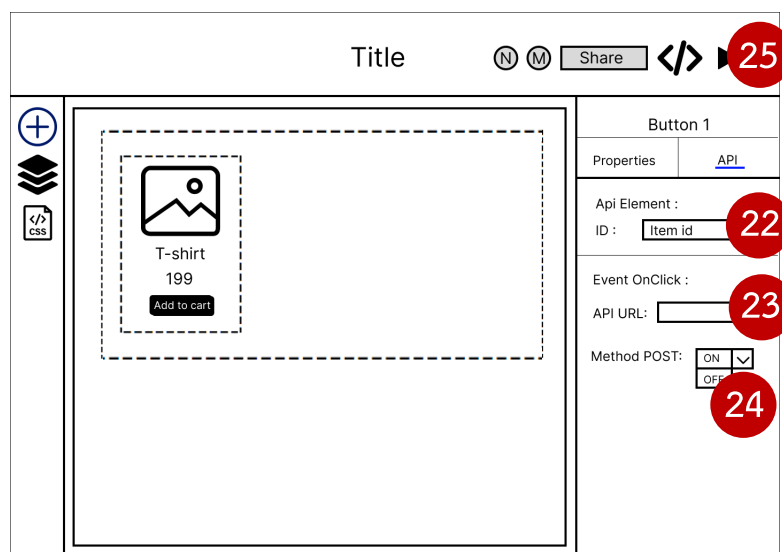 Title
N M Share </> 25
Button 1
Properties API
</>
CSS
Api Element :
ID : Item id 22
T-shirt
199
Add to cart
Event OnClick :
API URL: 23
Method POST: ON
OFF
24